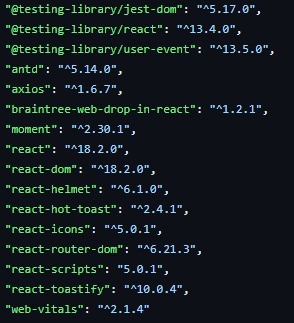 "@testing-library/jest-dom": "^5.17.0",
"@testing-library/react": "^13.4.0",
"@testing-library/user-event": "^13.5.0",
"antd": "^5.14.0",
"axios": "^1.6.7",
"braintree-web-drop-in-react": "^1.2.1",
"moment": "^2.30.1",
"react": "^18.2.0",
"react-dom": "^18.2.0",
"react-helmet": "^6.1.0",
"react-hot-toast": "^2.4.1",
"react-icons": "^5.0.1",
"react-router-dom": "^6.21.3",
"react-scripts": "5.0.1",
"react-toastify": "^10.0.4",
"web-vitals": "^2.1.4"